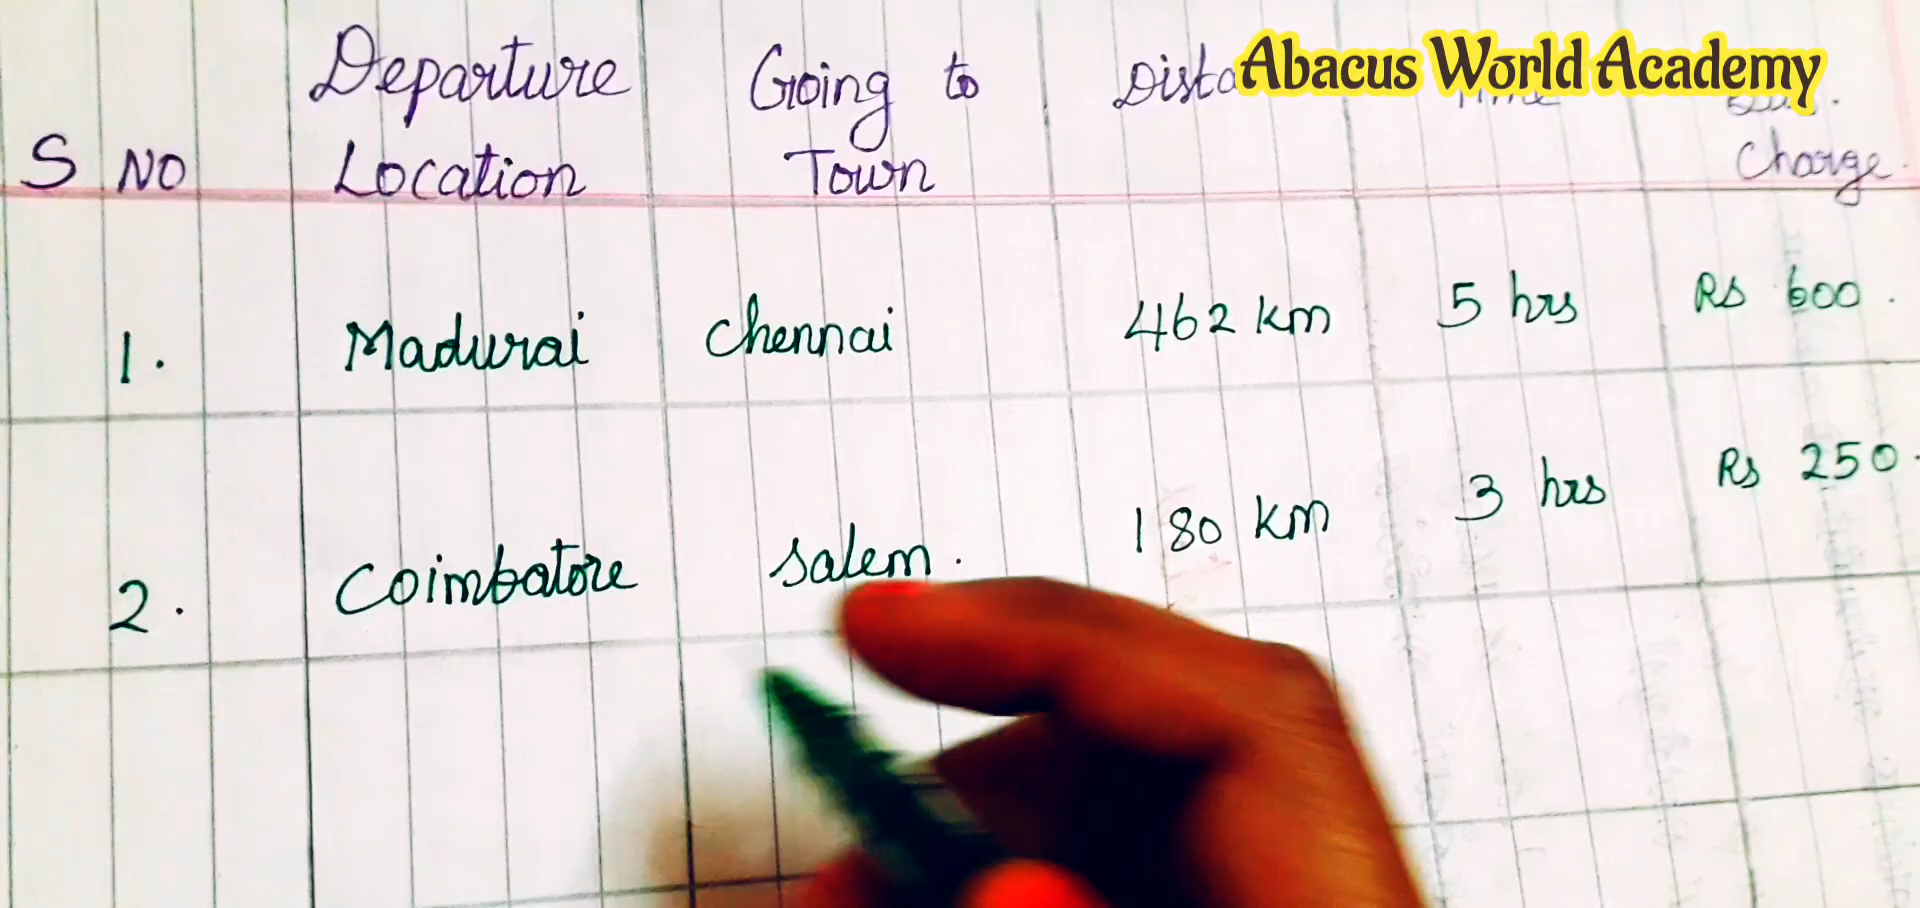 Abacus World Academy
Departure Going to
S NO Location Town Charge.
1. Madurai Chennai 462 km 5 hrs Rs 600.
2. Coimbatore Salem. 180 km 3 hrs Rs 250.